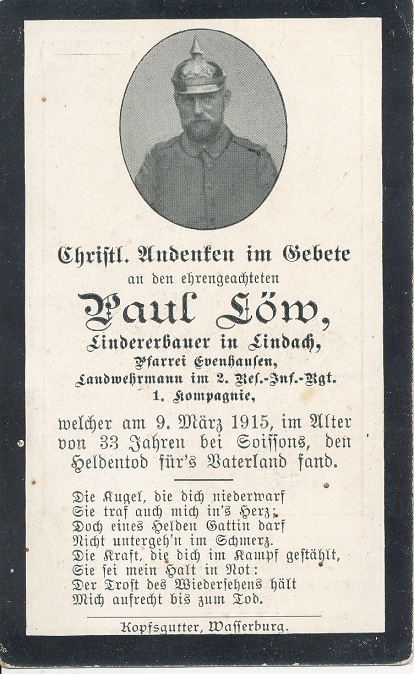 Christl. Andenken im Gebete
an den ehrengeachteten
Paul Löw,
Lindererbauer in Lindach,
Pfarrei Evenhausen,
Landwehrmann im 2. Res.-Inf.-Rgt.
1. Kompagnie,
welcher am 9. März 1915, im Alter
von 33 Jahren bei Soissons, den
Heldentod für's Vaterland fand.
Die Kugel, die dich niederwarf
Sie traf auch mich in's Herz;
Doch eines Helden Gattin darf
Nicht untergeh'n im Schmerz.
Die Kraft, die dich im Kampf gestählt,
Sie sei mein Halt in Not:
Der Trost des Wiedersehens hält
Mich aufrecht bis zum Tod.
Kopfsgutter, Wasserburg.